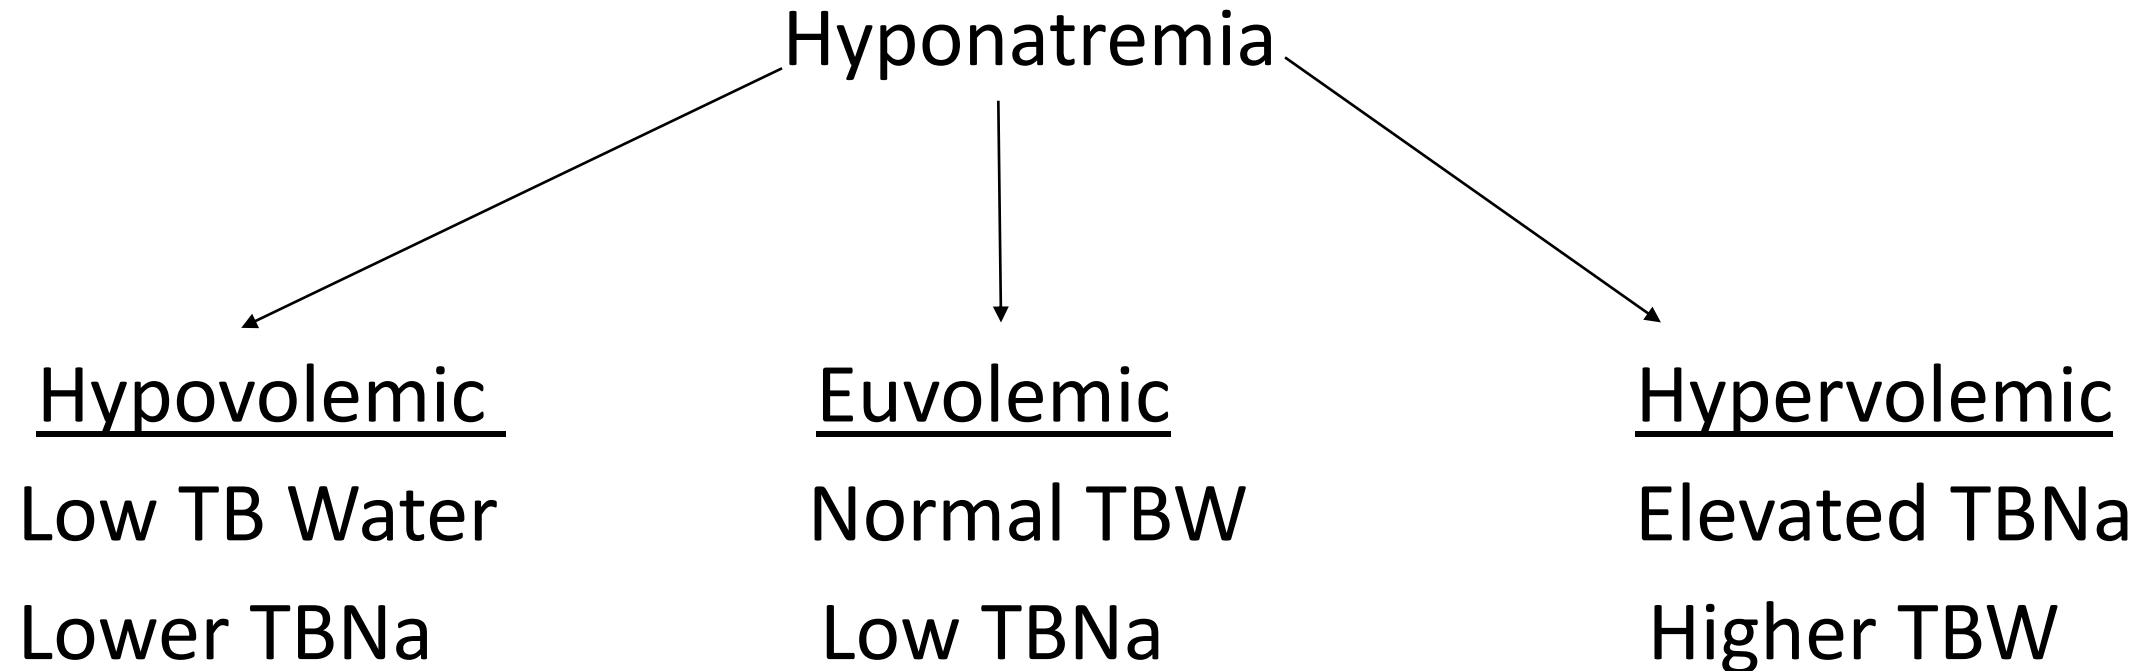 Hyponatremia
Hypovolemic
Low TB Water
Lower TBNa
Euvolemic
Normal TBW
Low TBNa
Hypervolemic
Elevated TBNa
Higher TBW